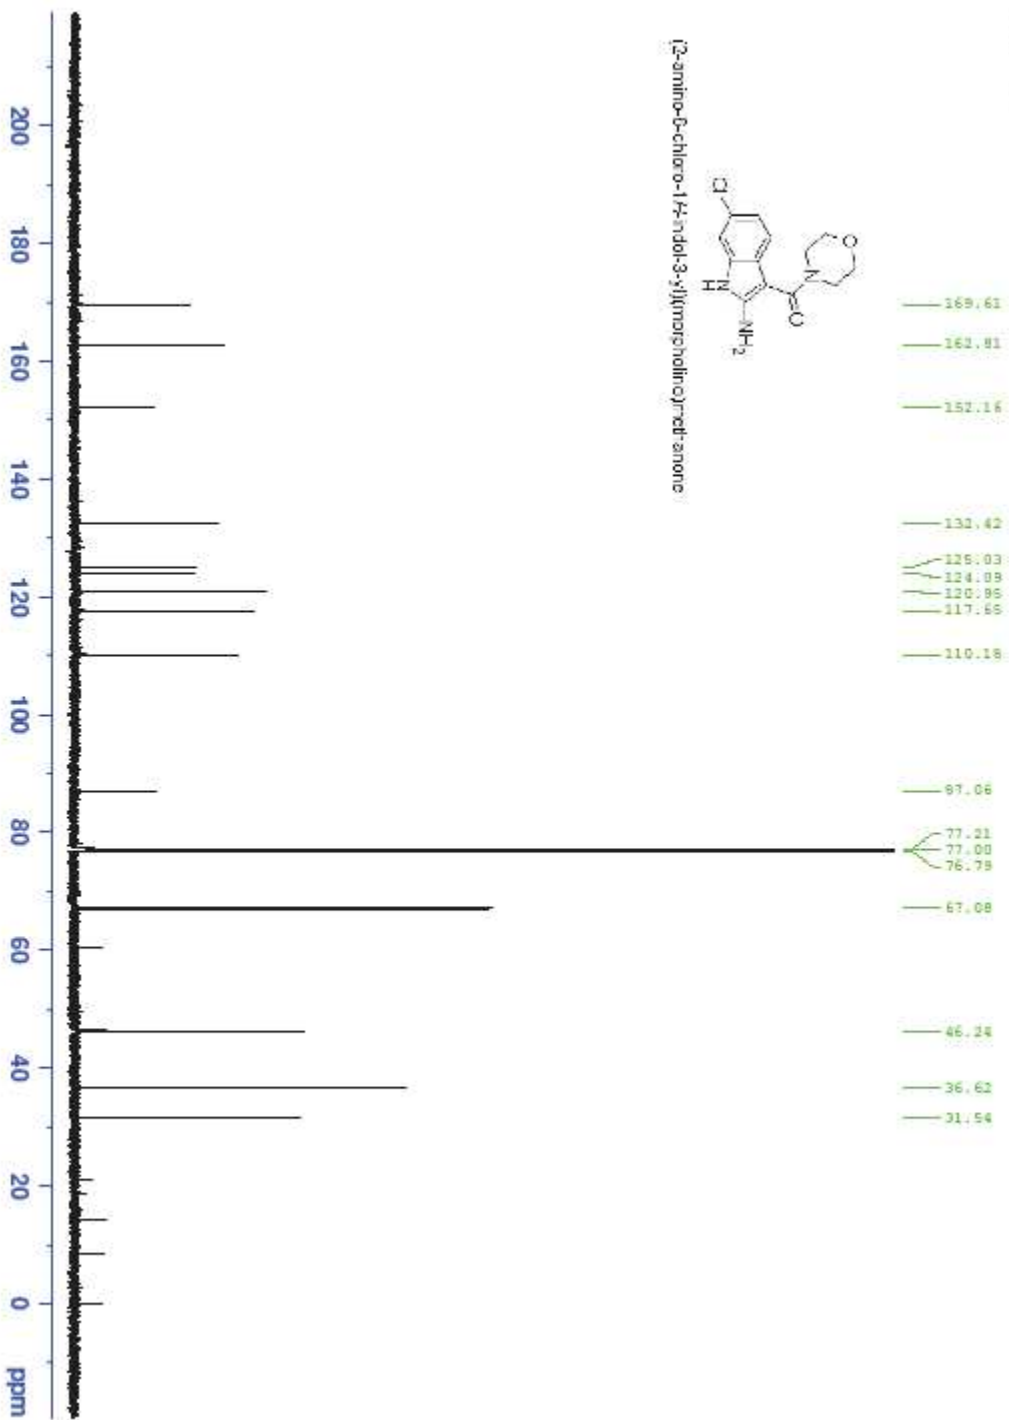 (2-amino-6-chloro-1H-indol-3-yl)(morpholino)methanone
O
N
O
Cl
N
H
NH2
169.61
162.81
152.16
132.42
125.03
124.09
120.95
117.65
110.18
87.06
77.21
77.00
76.79
67.08
46.24
36.62
31.54
200 180 160 140 120 100 80 60 40 20 0 ppm